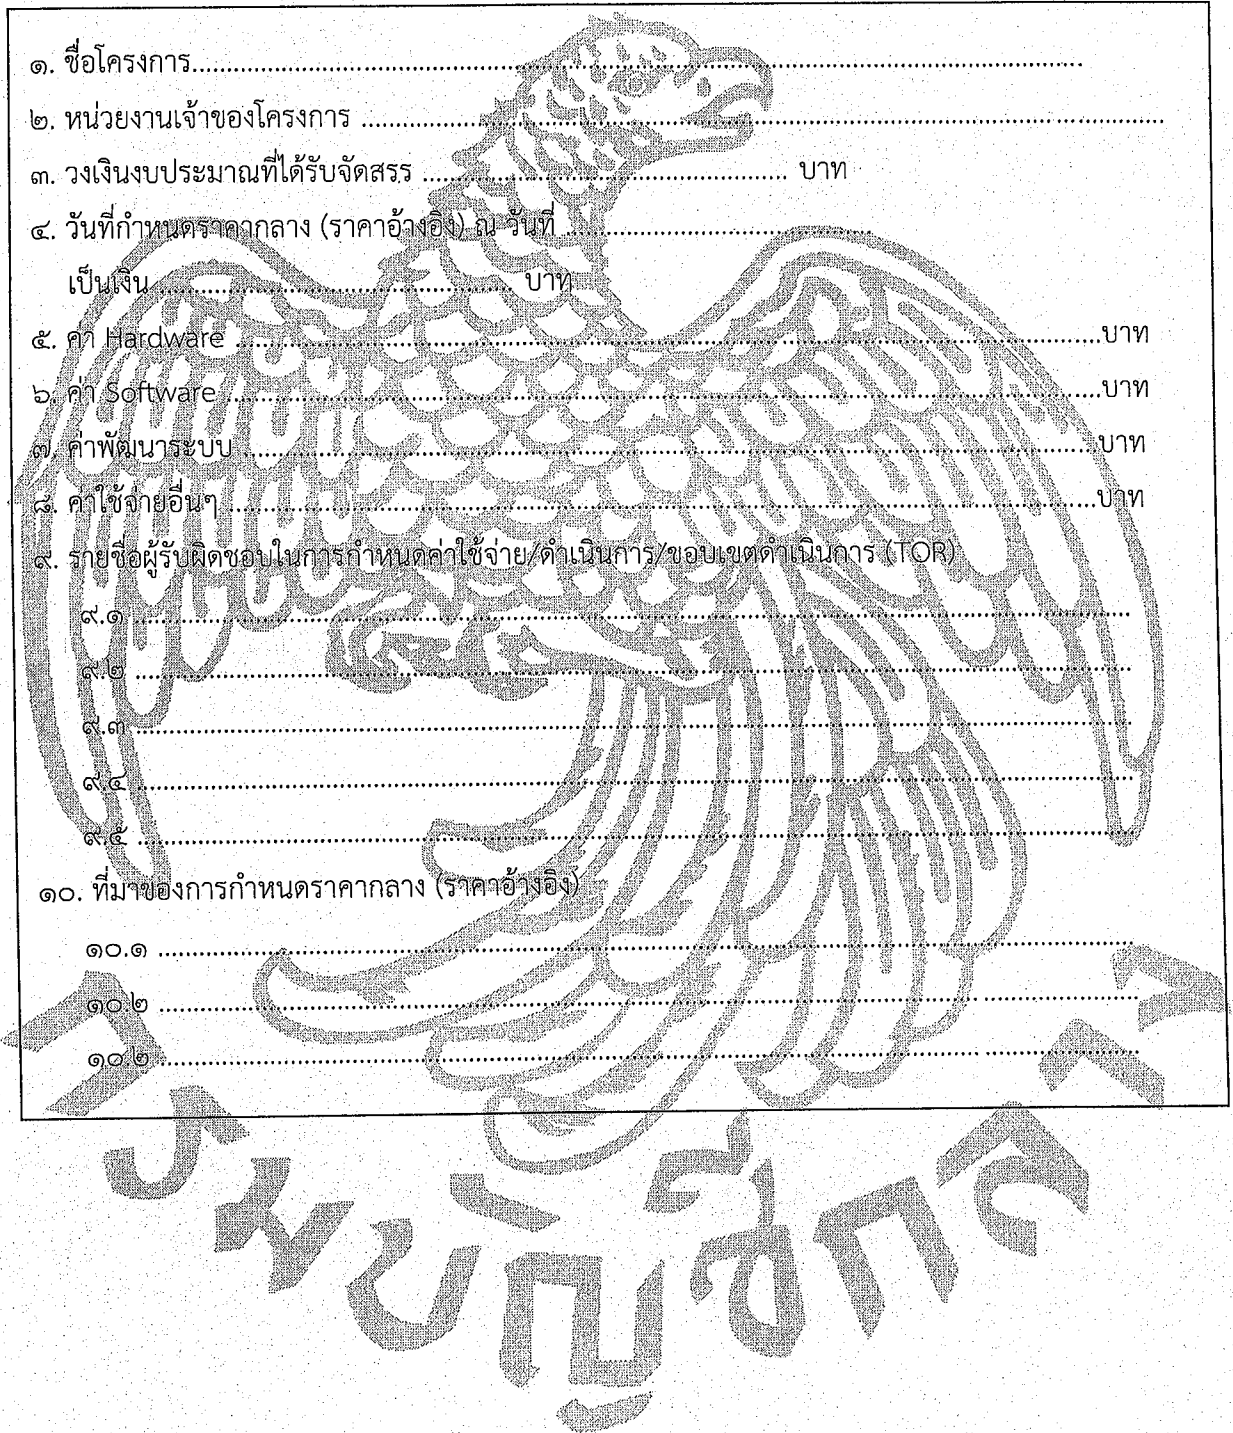 ๑. ชื่อโครงการ..........................................................................................................
๒. หน่วยงานเจ้าของโครงการ ..........................................................................................................
๓. วงเงินงบประมาณที่ได้รับจัดสรร .................................................... บาท
๔. วันที่กำหนดราคากลาง (ราคาอ้างอิง) ณ วันที่ ..........................................
เป็นเงิน .................................................... บาท
๕. ค่า Hardware ..........................................................................................................บาท
๖. ค่า Software ..........................................................................................................บาท
๗. ค่าพัฒนาระบบ ..........................................................................................................บาท
๘. ค่าใช้จ่ายอื่นๆ ..........................................................................................................บาท
๙. รายชื่อผู้รับผิดชอบในการกำหนดค่าใช้จ่าย/ดำเนินการ/ขอบเขตดำเนินการ (TOR)
๙.๑ ..........................................................................................................
๙.๒ ..........................................................................................................
๙.๓ ..........................................................................................................
๙.๔ ..........................................................................................................
๙.๕ ..........................................................................................................
๑๐. ที่มาของการกำหนดราคากลาง (ราคาอ้างอิง)
๑๐.๑ ..........................................................................................................
๑๐.๒ ..........................................................................................................
๑๐.๒ ..........................................................................................................
กรมบัญชีกลาง